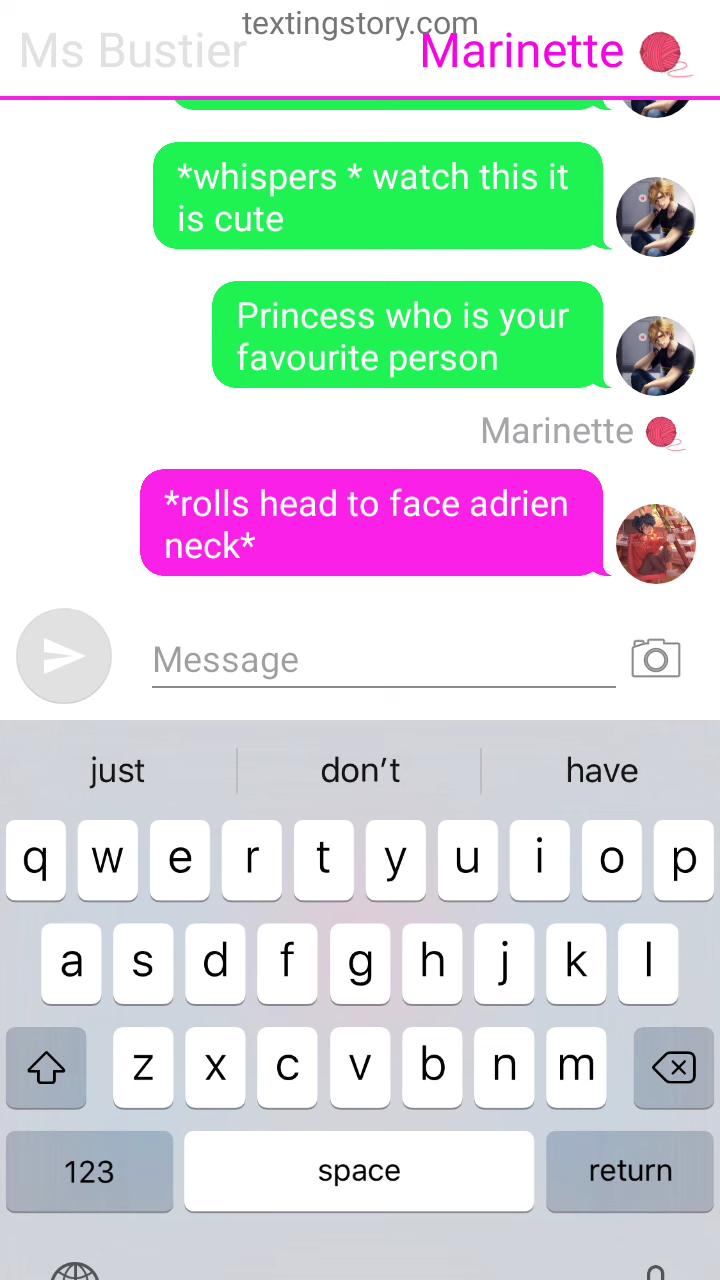 textingstory.com
Ms Bustier
Marinette
*whispers * watch this it
is cute
Princess who is your
favourite person
Marinette
*rolls head to face adrien
neck*
Message
just don't have
q w e r t y u i o p
a s d f g h j k l
z x c v b n m
123 space return